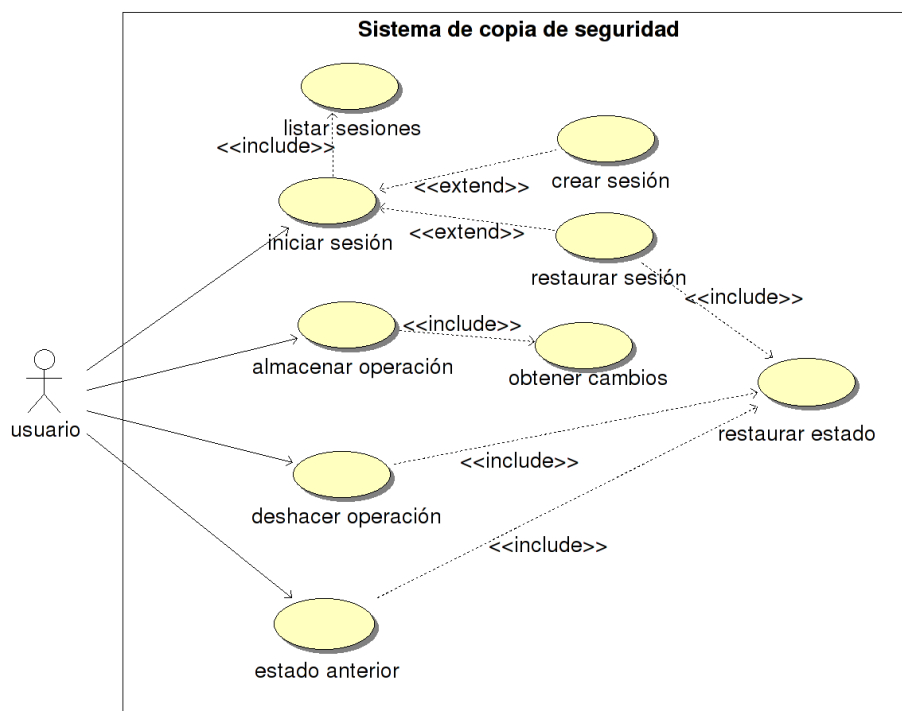 Sistema de copia de seguridad
listar sesiones
<<include>>
crear sesión
<<extend>>
iniciar sesión
<<extend>>
restaurar sesión
<<include>>
almacenar operación
<<include>>
obtener cambios
usuario
restaurar estado
<<include>>
deshacer operación
<<include>>
estado anterior